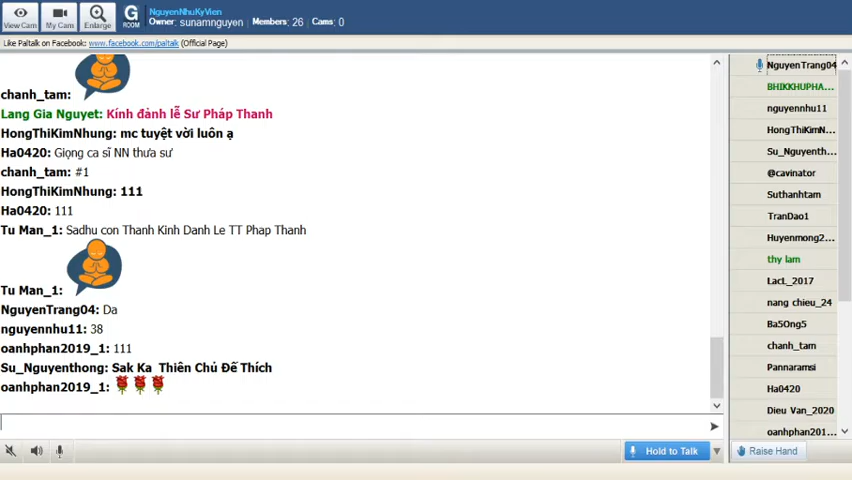 NguyenNhuKyVien
Owner: sunamnguyen Members: 26 Cams: 0
View Cam
My Cam
Enlarge
G
ROOM
Like Paltalk on Facebook: www.facebook.com/paltalk (Official Page)
chanh_tam:
Lang Gia Nguyet: Kính đảnh lễ Sư Pháp Thanh
HongThiKimNhung: mc tuyệt vời luôn ạ
Ha0420: Giọng ca sĩ NN thưa sư
chanh_tam: #1
HongThiKimNhung: 111
Ha0420: 111
Tu Man_1: Sadhu con Thanh Kinh Danh Le TT Phap Thanh
Tu Man_1:
NguyenTrang04: Da
nguyennhu11: 38
oanhphan2019_1: 111
Su_Nguyenthong: Sak Ka Thiên Chủ Đế Thích
oanhphan2019_1:
Hold to Talk
NguyenTrang04
BHIKKHUPHA...
nguyennhu11
HongThiKimN...
Su_Nguyenth...
@cavinator
Suthanhtam
TranDao1
Huyenmong2...
thy lam
LacL_2017
nang chieu_24
Ba5Ong5
chanh_tam
Pannaramsi
Ha0420
Dieu Van_2020
oanhphan201...
Raise Hand